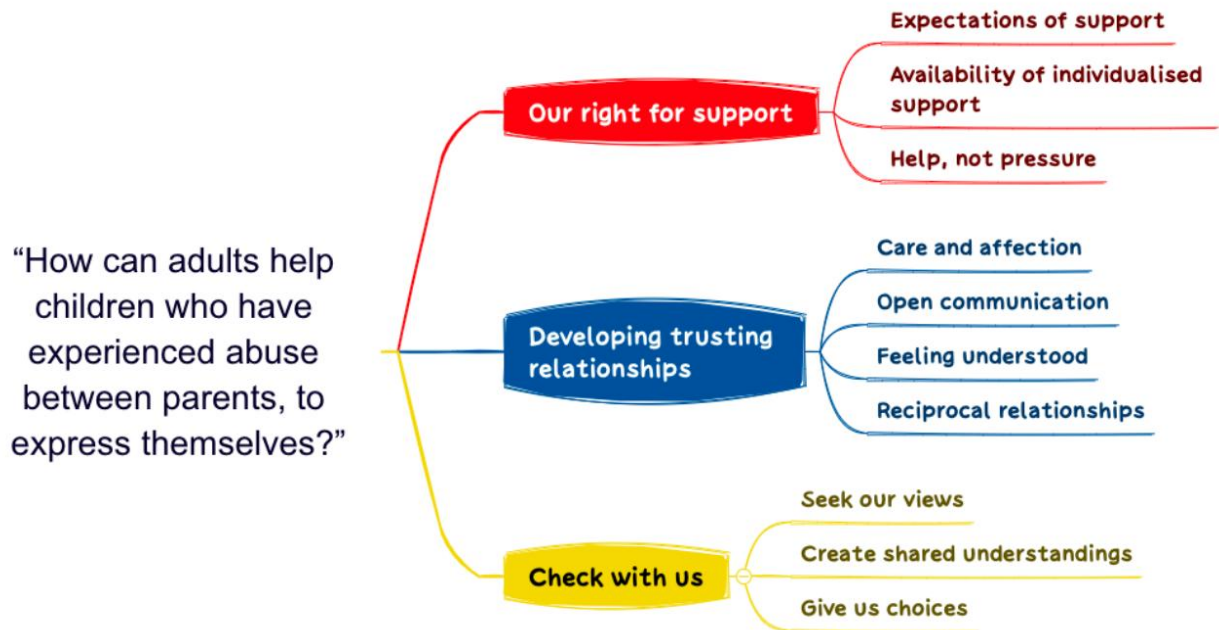 “How can adults help
children who have
experienced abuse
between parents, to
express themselves?”
Our right for support
Expectations of support
Availability of individualised
support
Help, not pressure
Developing trusting
relationships
Care and affection
Open communication
Feeling understood
Reciprocal relationships
Check with us
Seek our views
Create shared understandings
Give us choices